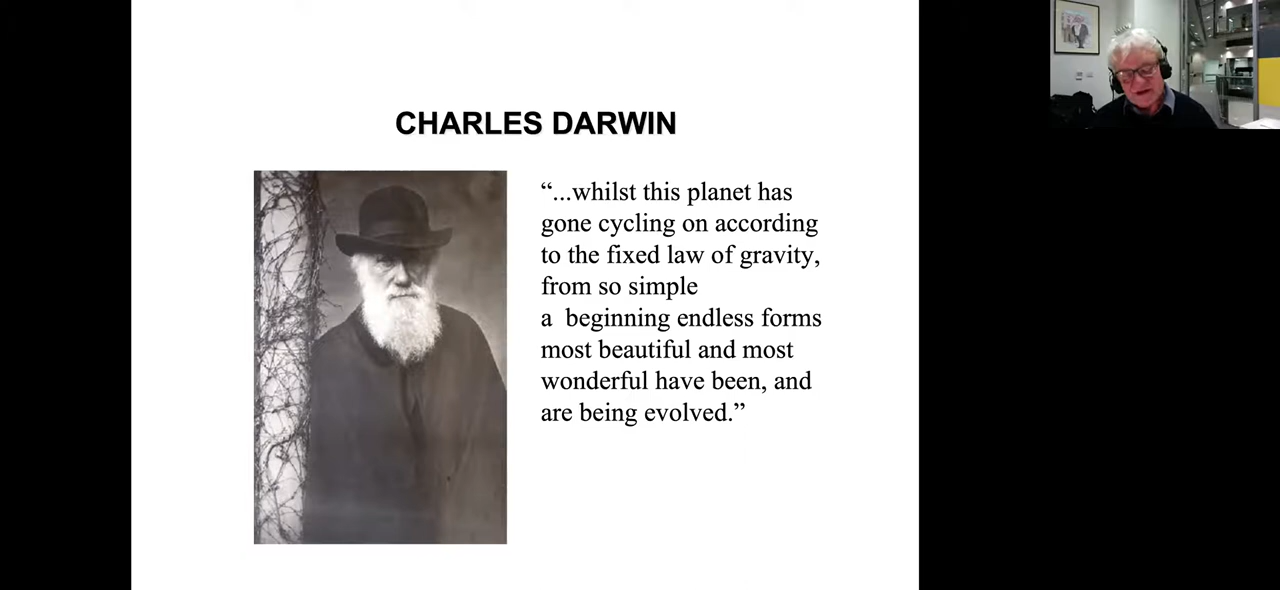 CHARLES DARWIN
“...whilst this planet has
gone cycling on according
to the fixed law of gravity,
from so simple
a  beginning endless forms
most beautiful and most
wonderful have been, and
are being evolved.”